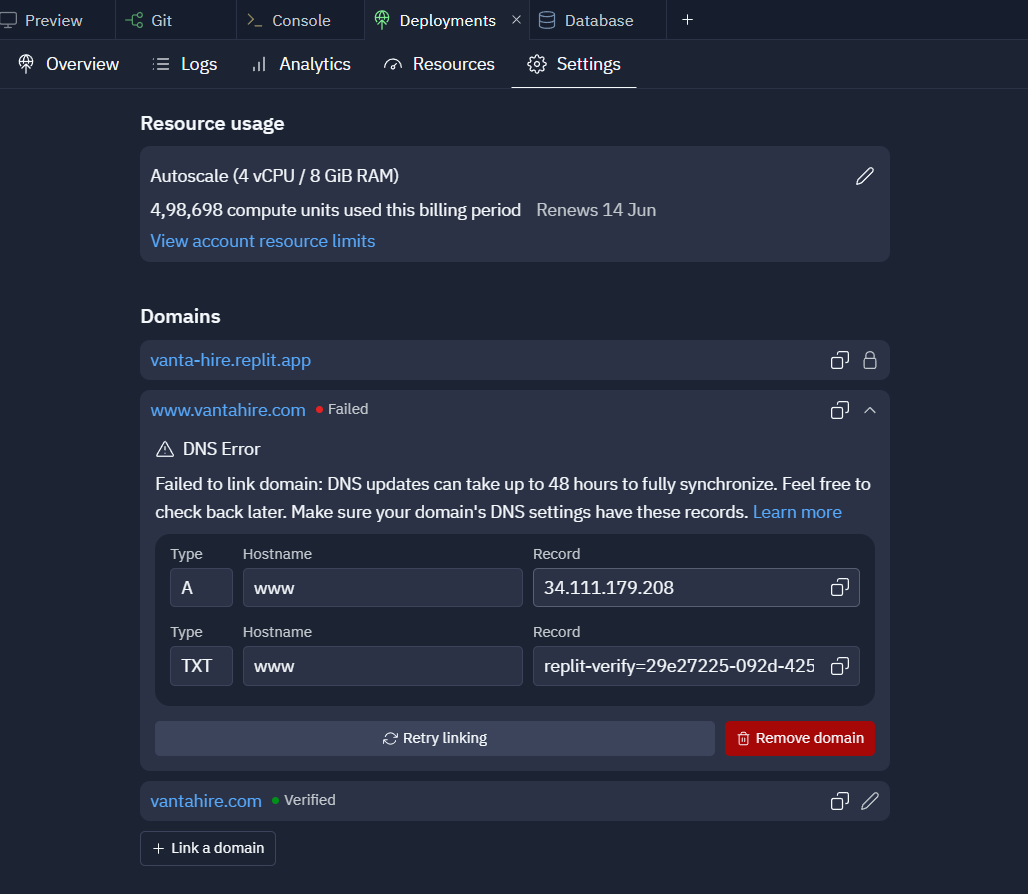 Preview Git Console Deployments Database
Overview Logs Analytics Resources Settings
Resource usage
Autoscale (4 vCPU / 8 GiB RAM)
4,98,698 compute units used this billing period Renews 14 Jun
View account resource limits
Domains
vanta-hire.replit.app
www.vantahire.com Failed
DNS Error
Failed to link domain: DNS updates can take up to 48 hours to fully synchronize. Feel free to
check back later. Make sure your domain's DNS settings have these records. Learn more
Type Hostname Record
A www 34.111.179.208
Type Hostname Record
TXT www replit-verify=29e27225-092d-425
Retry linking Remove domain
vantahire.com Verified
+ Link a domain